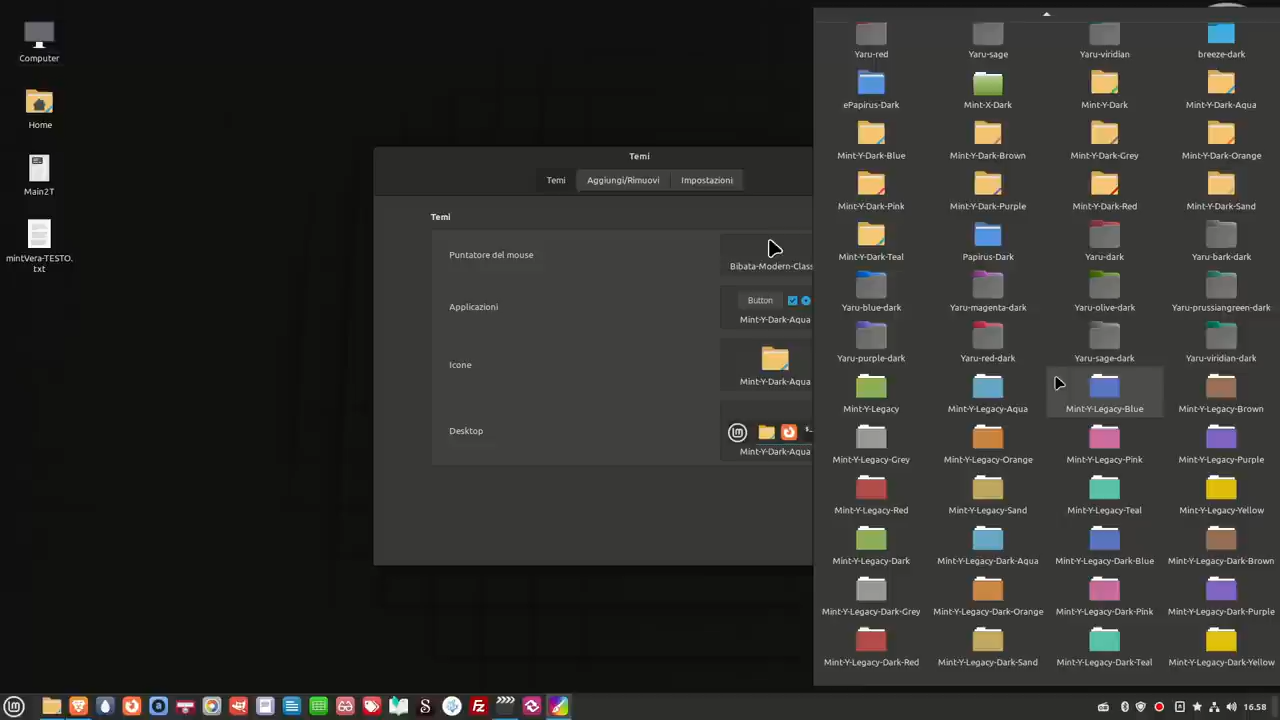 Computer
Home
Main2T
mintVera-TESTO.
txt
Temi
Temi Aggiungi/Rimuovi Impostazioni
Temi
Puntatore del mouse
Bibata-Modern-Class
Applicazioni
Button
Mint-Y-Dark-Aqua
Icone
Mint-Y-Dark-Aqua
Desktop
Mint-Y-Dark-Aqua
Yaru-red Yaru-sage Yaru-viridian breeze-dark
ePapirus-Dark Mint-X-Dark Mint-Y-Dark Mint-Y-Dark-Aqua
Mint-Y-Dark-Blue Mint-Y-Dark-Brown Mint-Y-Dark-Grey Mint-Y-Dark-Orange
Mint-Y-Dark-Pink Mint-Y-Dark-Purple Mint-Y-Dark-Red Mint-Y-Dark-Sand
Mint-Y-Dark-Teal Papirus-Dark Yaru-dark Yaru-bark-dark
Yaru-blue-dark Yaru-magenta-dark Yaru-olive-dark Yaru-prussiangreen-dark
Yaru-purple-dark Yaru-red-dark Yaru-sage-dark Yaru-viridian-dark
Mint-Y-Legacy Mint-Y-Legacy-Aqua Mint-Y-Legacy-Blue Mint-Y-Legacy-Brown
Mint-Y-Legacy-Grey Mint-Y-Legacy-Orange Mint-Y-Legacy-Pink Mint-Y-Legacy-Purple
Mint-Y-Legacy-Red Mint-Y-Legacy-Sand Mint-Y-Legacy-Teal Mint-Y-Legacy-Yellow
Mint-Y-Legacy-Dark Mint-Y-Legacy-Dark-Aqua Mint-Y-Legacy-Dark-Blue Mint-Y-Legacy-Dark-Brown
Mint-Y-Legacy-Dark-Grey Mint-Y-Legacy-Dark-Orange Mint-Y-Legacy-Dark-Pink Mint-Y-Legacy-Dark-Purple
Mint-Y-Legacy-Dark-Red Mint-Y-Legacy-Dark-Sand Mint-Y-Legacy-Dark-Teal Mint-Y-Legacy-Dark-Yellow
16.58